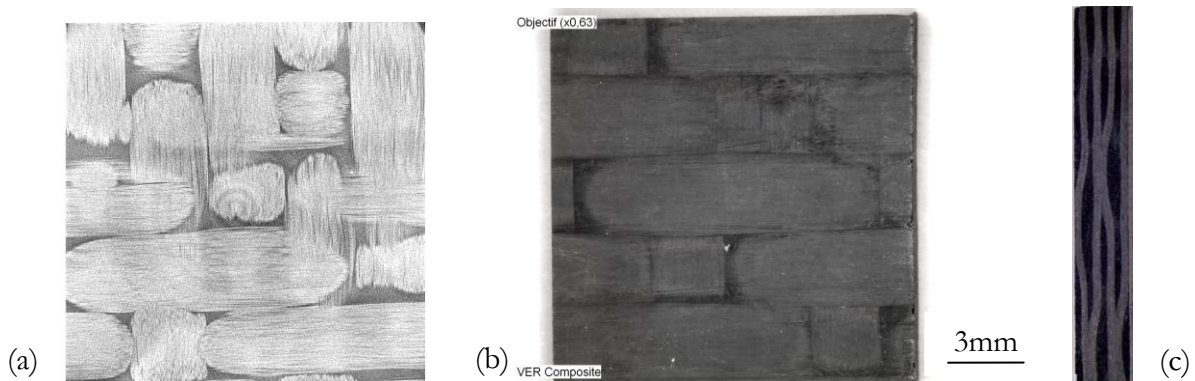 Objectif (x0,63)
VER Composite
3mm
(a)
(b)
(c)